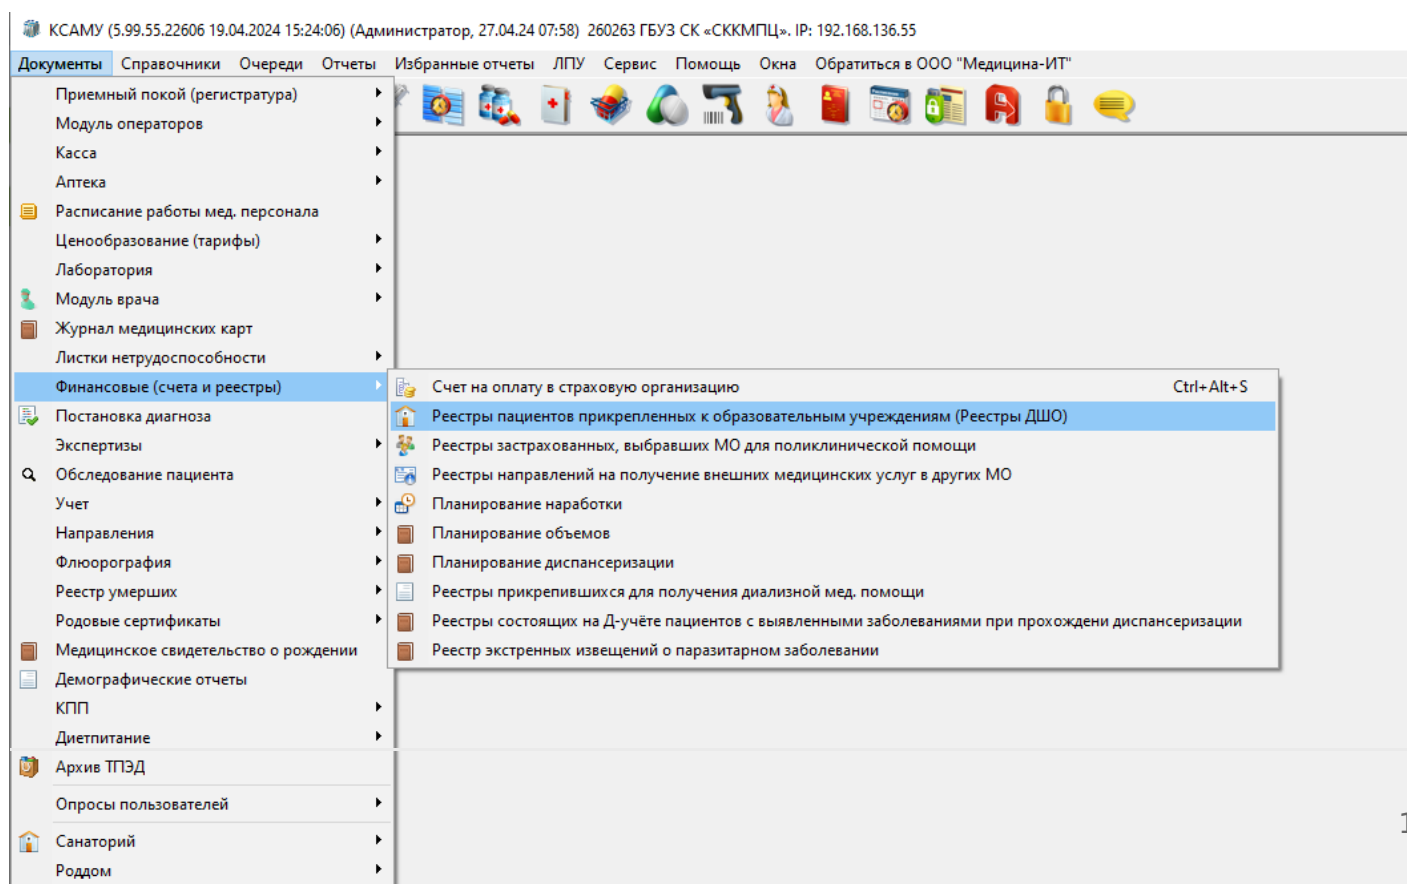 КСАМУ (5.99.55.22606 19.04.2024 15:24:06) (Администратор, 27.04.24 07:58) 260263 ГБУЗ СК «СККМПЦ». IP: 192.168.136.55
Документы Справочники Очереди Отчеты Избранные отчеты ЛПУ Сервис Помощь Окна Обратиться в ООО "Медицина-ИТ"
Приемный покой (регистратура)
Модуль операторов
Касса
Аптека
Расписание работы мед. персонала
Ценообразование (тарифы)
Лаборатория
Модуль врача
Журнал медицинских карт
Листки нетрудоспособности
Финансовые (счета и реестры)
Постановка диагноза
Экспертизы
Обследование пациента
Учет
Направления
Флюорография
Реестр умерших
Родовые сертификаты
Медицинское свидетельство о рождении
Демографические отчеты
КПП
Диетпитание
Архив ТПЭД
Опросы пользователей
Санаторий
Роддом
Счет на оплату в страховую организацию Ctrl+Alt+S
Реестры пациентов прикрепленных к образовательным учреждениям (Реестры ДШО)
Реестры застрахованных, выбравших МО для поликлинической помощи
Реестры направлений на получение внешних медицинских услуг в других МО
Планирование наработки
Планирование объемов
Планирование диспансеризации
Реестры прикрепившихся для получения диализной мед. помощи
Реестры состоящих на Д-учёте пациентов с выявленными заболеваниями при прохождени диспансеризации
Реестр экстренных извещений о паразитарном заболевании
1